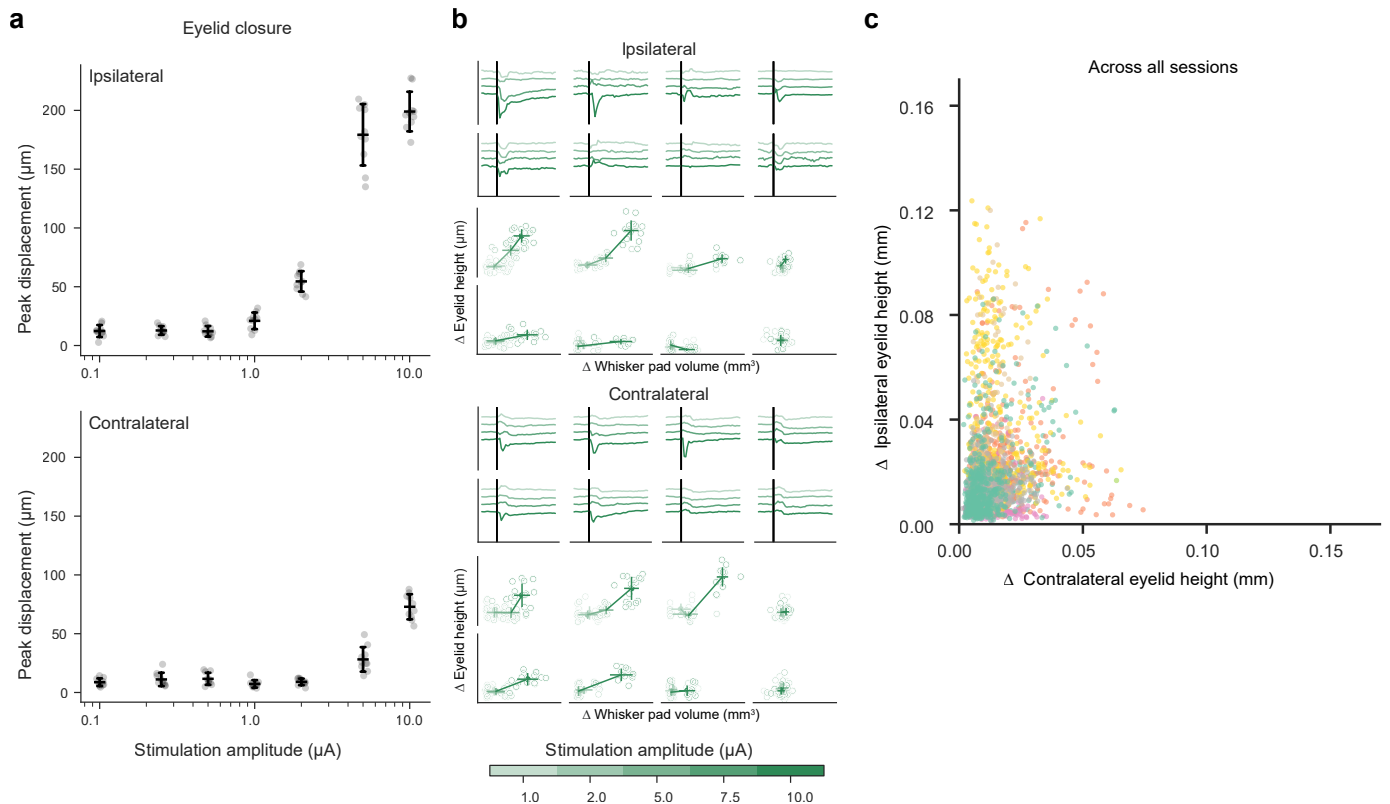 a
Eyelid closure
Ipsilateral
Peak displacement (µm)
200
150
100
50
0
0.1
1.0
10.0
Contralateral
Peak displacement (µm)
200
150
100
50
0
0.1
1.0
10.0
Stimulation amplitude (µA)
b
Ipsilateral
Δ Eyelid height (µm)
Δ Whisker pad volume (mm³)
Contralateral
Δ Eyelid height (µm)
Δ Whisker pad volume (mm³)
Stimulation amplitude (µA)
1.0 2.0 5.0 7.5 10.0
c
Across all sessions
Δ Ipsilateral eyelid height (mm)
0.16
0.12
0.08
0.04
0.00
0.00 0.05 0.10 0.15
Δ Contralateral eyelid height (mm)